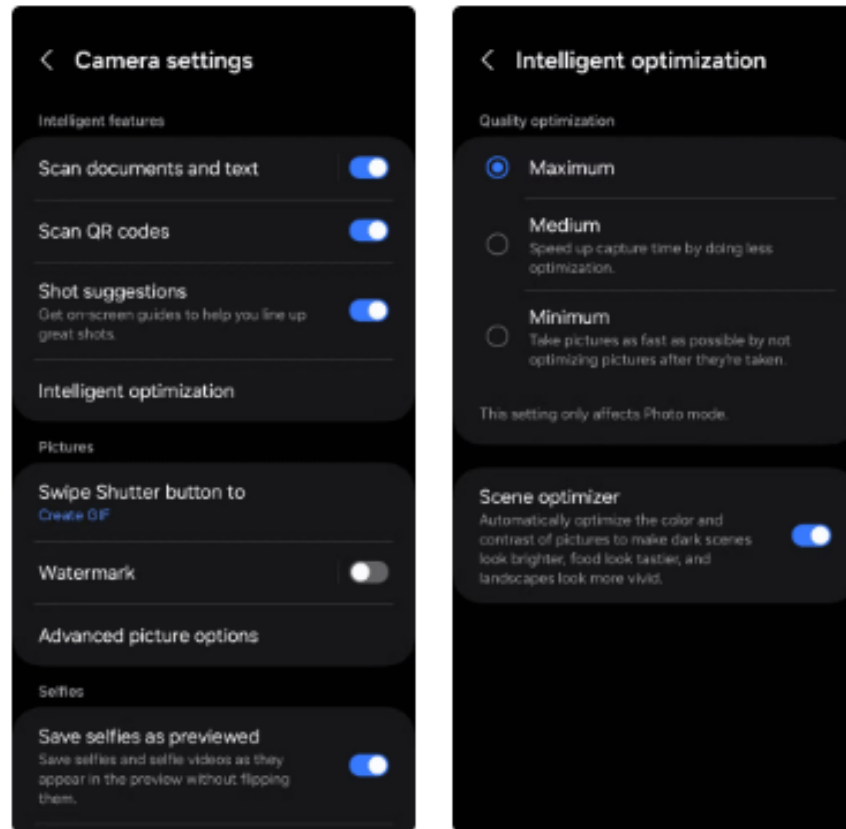 Camera settings
Intelligent features
Scan documents and text
Scan QR codes
Shot suggestions
Get on-screen guides to help you line up
great shots.
Intelligent optimization
Pictures
Swipe Shutter button to
Create GIF
Watermark
Advanced picture options
Selfies
Save selfies as previewed
Save selfies and selfie videos as they
appear in the preview without flipping
them.
Intelligent optimization
Quality optimization
Maximum
Medium
Speed up capture time by doing less
optimization.
Minimum
Take pictures as fast as possible by not
optimizing pictures after they're taken.
This setting only affects Photo mode.
Scene optimizer
Automatically optimize the color and
contrast of pictures to make dark scenes
look brighter, food look tastier, and
landscapes look more vivid.